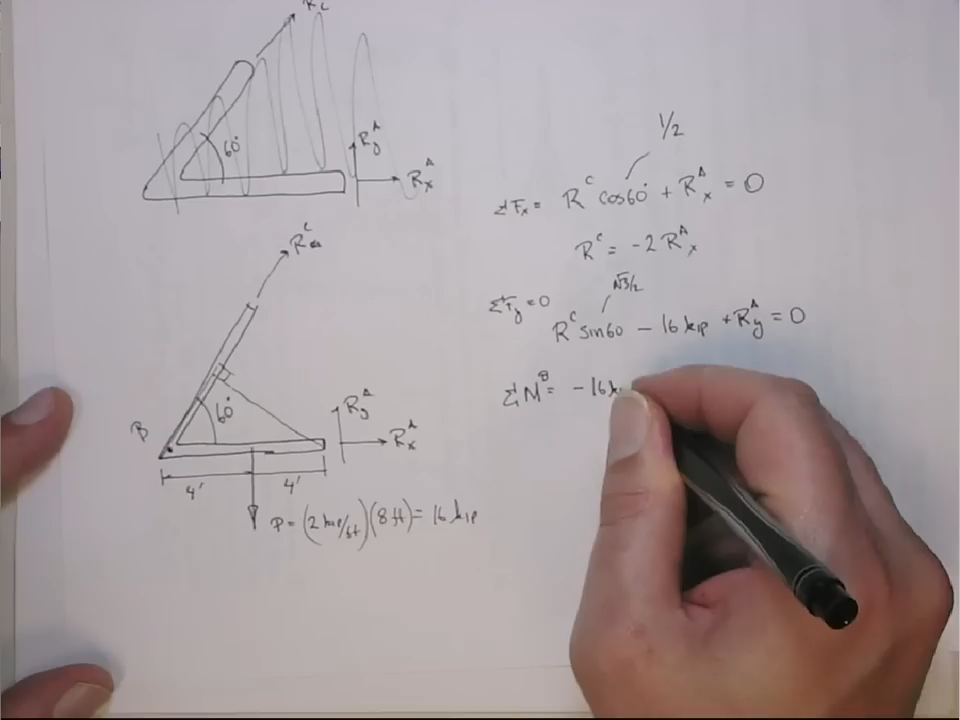 R_C
60°
R_y^A
R_x^A
1/2
ΣF_x = R^C cos60° + R_x^A = 0
R^C = -2 R_x^A
√3/2
ΣF_y = 0
R^C sin60 - 16 kip + R_y^A = 0
ΣM^B = -16k
R^C
B
60°
R_y^A
R_x^A
4'
4'
P = (2 kip/ft)(8 ft) = 16 kip